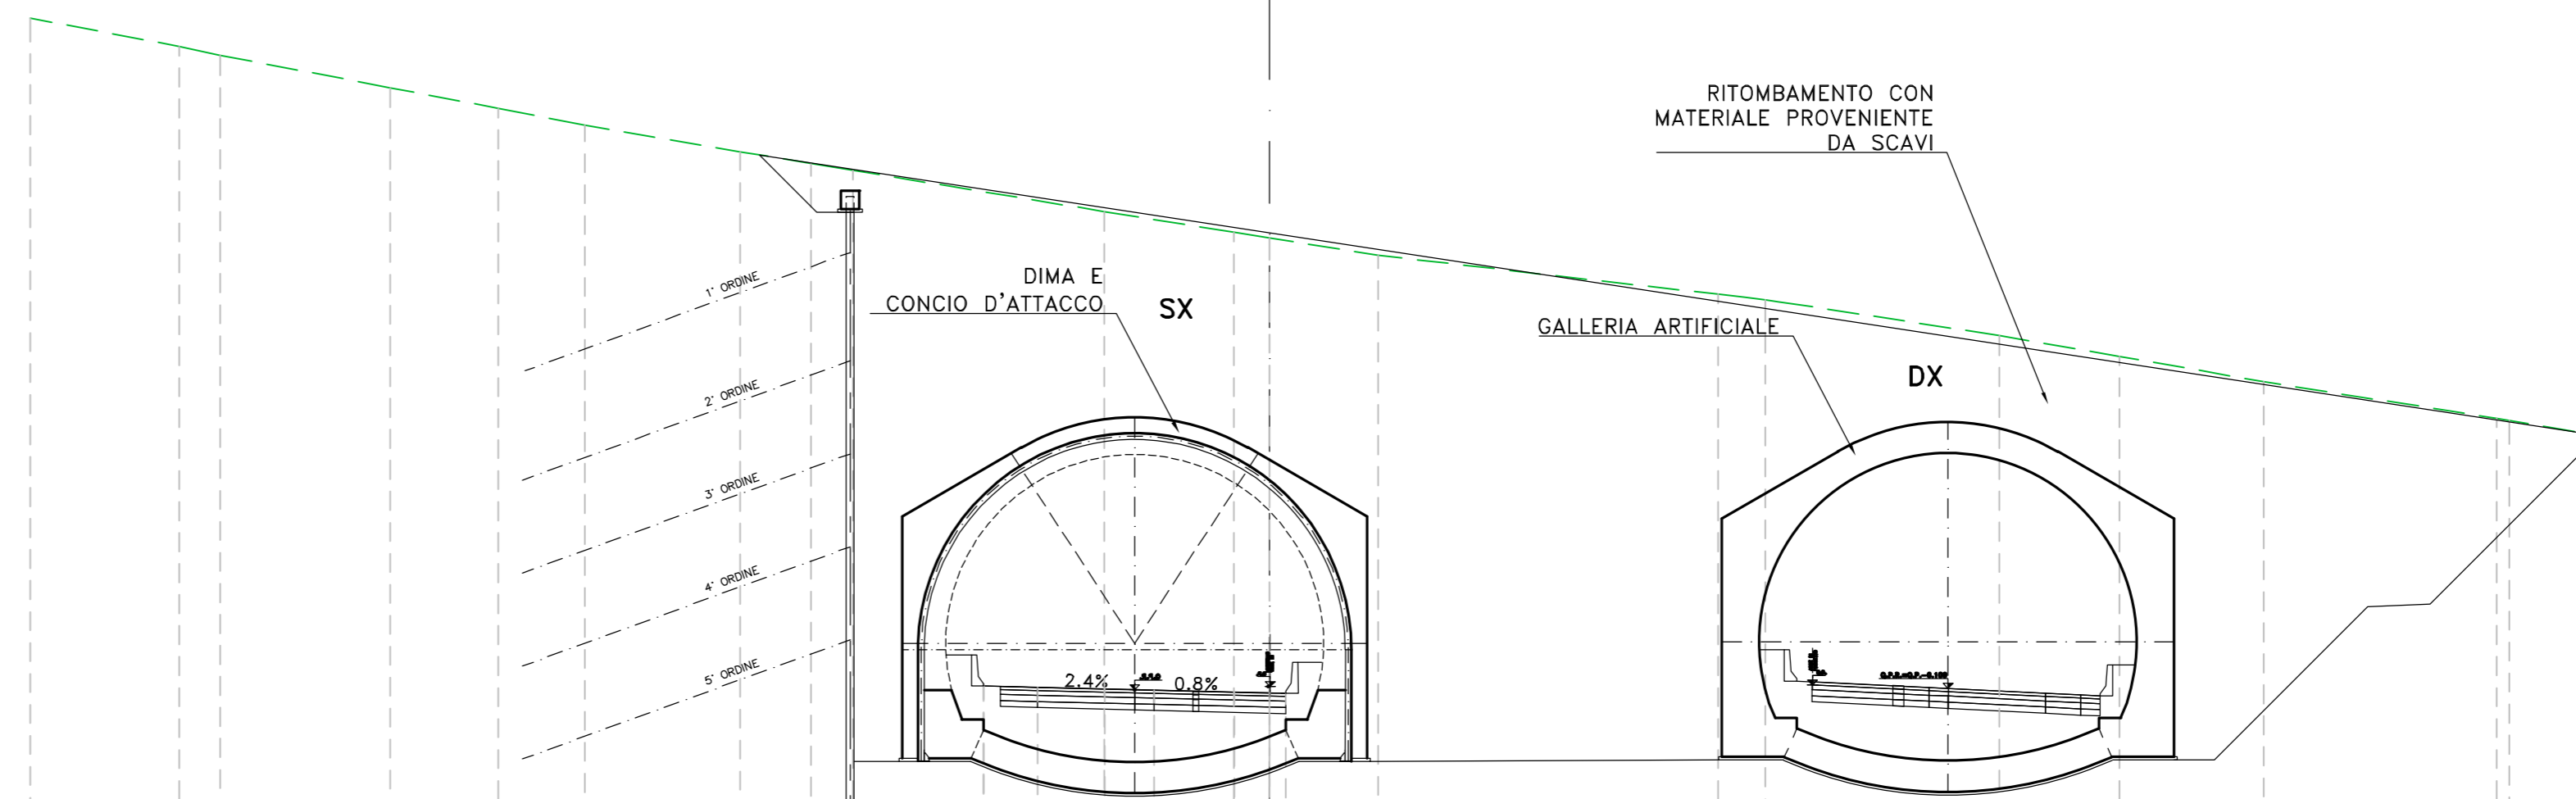 RITOMBAMENTO CON
MATERIALE PROVENIENTE
DA SCAVI
1° ORDINE
DIMA E
CONCIO D'ATTACCO
SX
GALLERIA ARTIFICIALE
DX
2° ORDINE
3° ORDINE
4° ORDINE
5° ORDINE
2.4%
0.8%